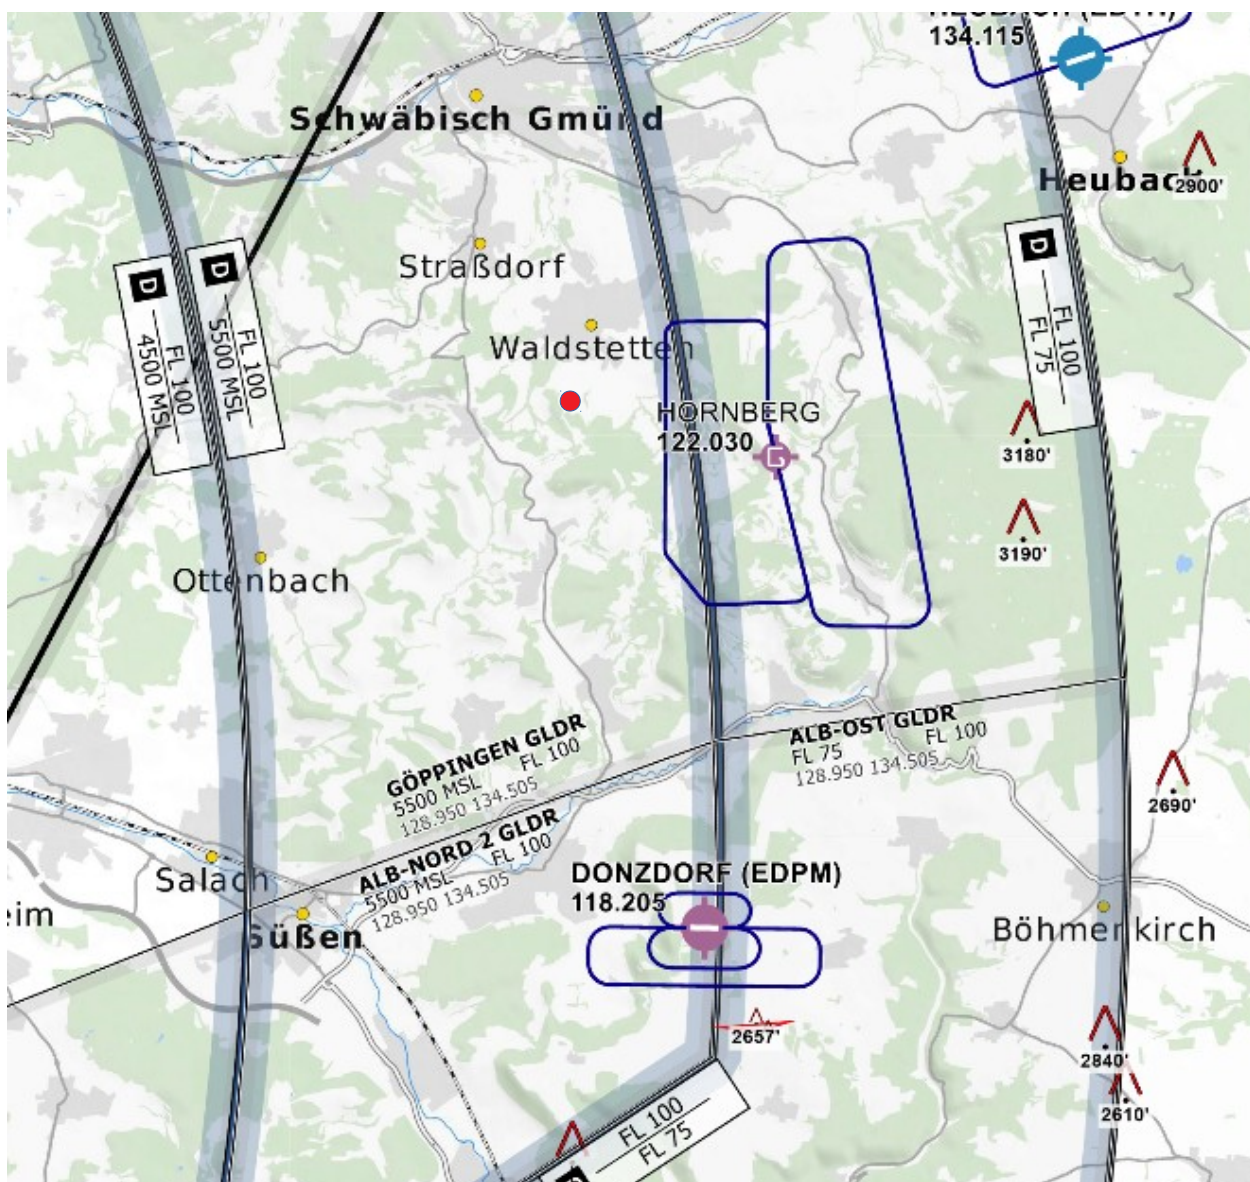 134.115
Schwäbisch Gmünd
Heubach
2900'
Straßdorf
D
FL 100
4500 MSL
D
FL 100
5500 MSL
D
FL 100
FL 75
Waldstetten
HORNBERG
122.030
3180'
3190'
Ottenbach
GÖPPINGEN GLDR
5500 MSL FL 100
128.950 134.505
ALB-OST GLDR
FL 75 FL 100
128.950 134.505
2690'
ALB-NORD 2 GLDR
5500 MSL FL 100
128.950 134.505
Salach
DONZDORF (EDPM)
118.205
eim
Süßen
Böhmenkirch
2657'
2840'
2610'
FL 100
FL 75